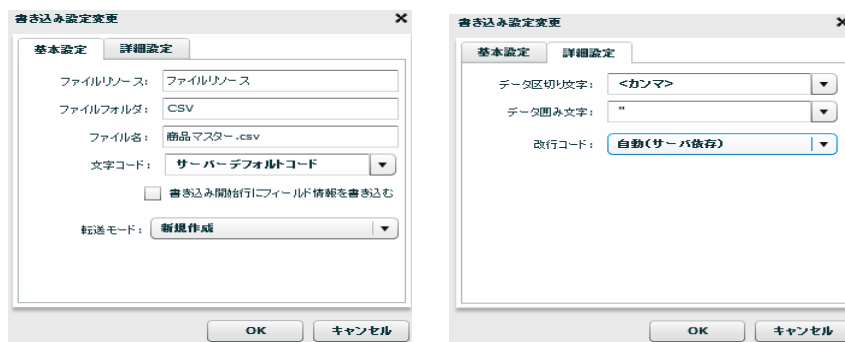 書き込み設定変更
基本設定 詳細設定
ファイルリソース: ファイルリソース
ファイルフォルダ: CSV
ファイル名: 商品マスター.csv
文字コード: サーバーデフォルトコード
書き込み開始行にフィールド情報を書き込む
転送モード: 新規作成
OK キャンセル
書き込み設定変更
基本設定 詳細設定
データ区切り文字: <カンマ>
データ囲み文字: "
改行コード: 自動(サーバ依存)
OK キャンセル